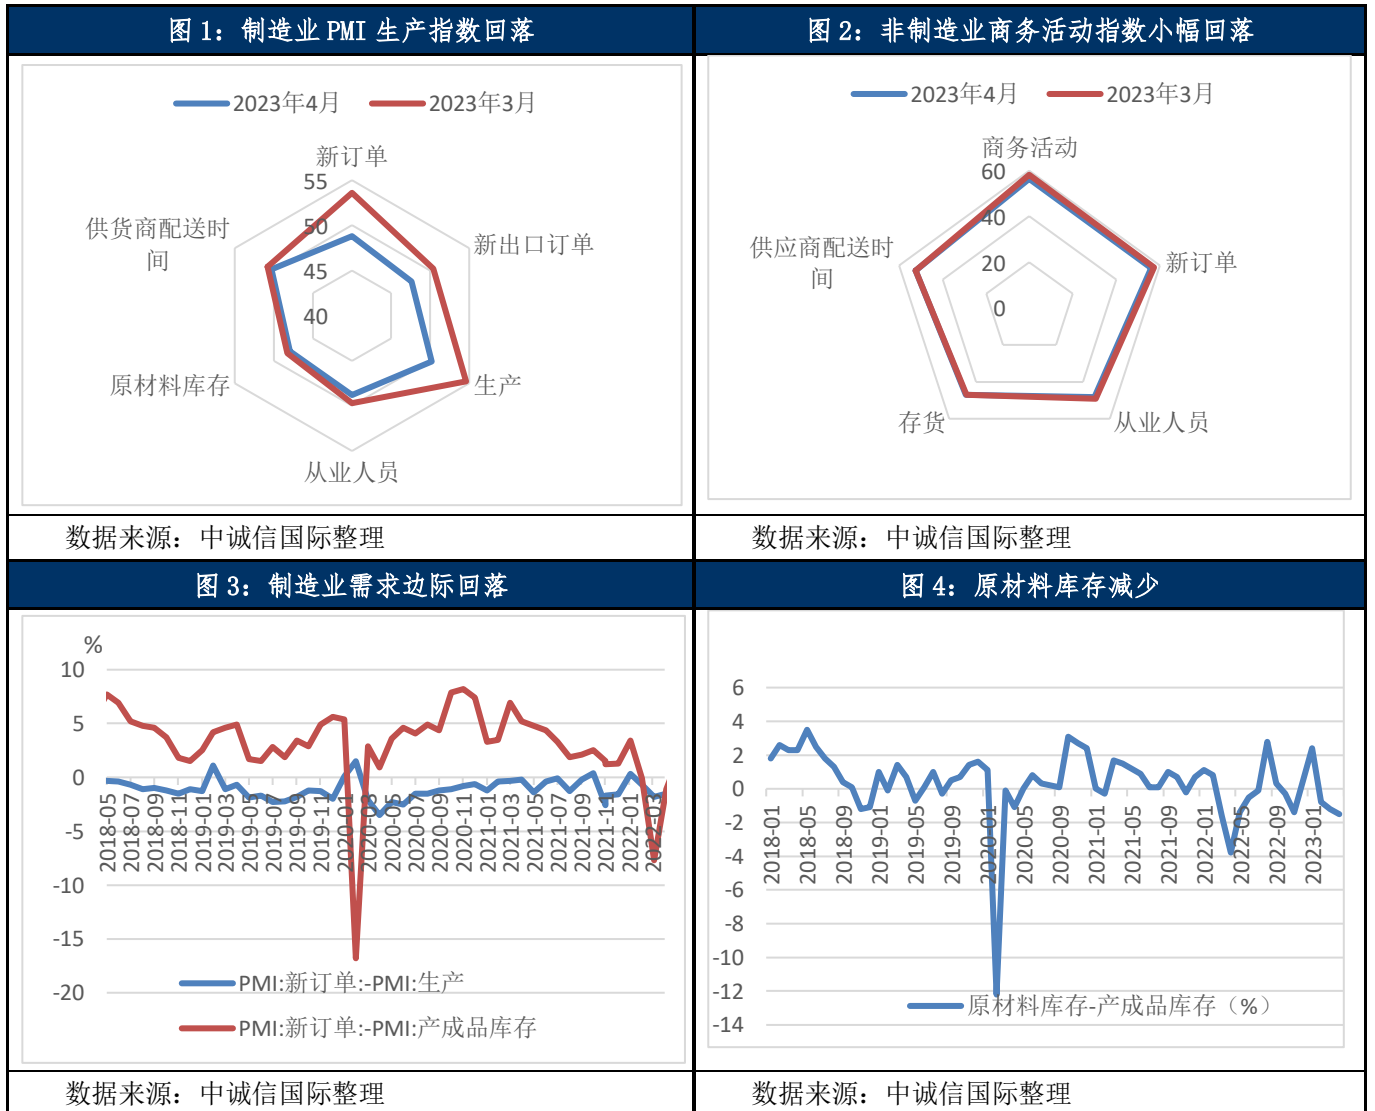 图 1：制造业 PMI 生产指数回落
2023年4月
2023年3月
新订单
55
50
45
40
新出口订单
生产
从业人员
原材料库存
供货商配送时
间
数据来源：中诚信国际整理
图 2：非制造业商务活动指数小幅回落
2023年4月
2023年3月
商务活动
60
40
20
0
新订单
从业人员
存货
供应商配送时
间
数据来源：中诚信国际整理
图 3：制造业需求边际回落
%
10
5
0
-5
-10
-15
-20
2018-05
2018-07
2018-09
2018-11
2019-01
2019-03
2019-05
2019-07
2019-09
2019-11
2020-01
2020-03
2020-05
2020-07
2020-09
2020-11
2021-01
2021-03
2021-05
2021-07
2021-09
2021-11
2022-01
2022-03
PMI:新订单:-PMI:生产
PMI:新订单:-PMI:产成品库存
数据来源：中诚信国际整理
图 4：原材料库存减少
6
4
2
0
-2
-4
-6
-8
-10
-12
-14
2018-01
2018-05
2018-09
2019-01
2019-05
2019-09
2020-01
2020-05
2020-09
2021-01
2021-05
2021-09
2022-01
2022-05
2022-09
2023-01
原材料库存-产成品库存（%）
数据来源：中诚信国际整理